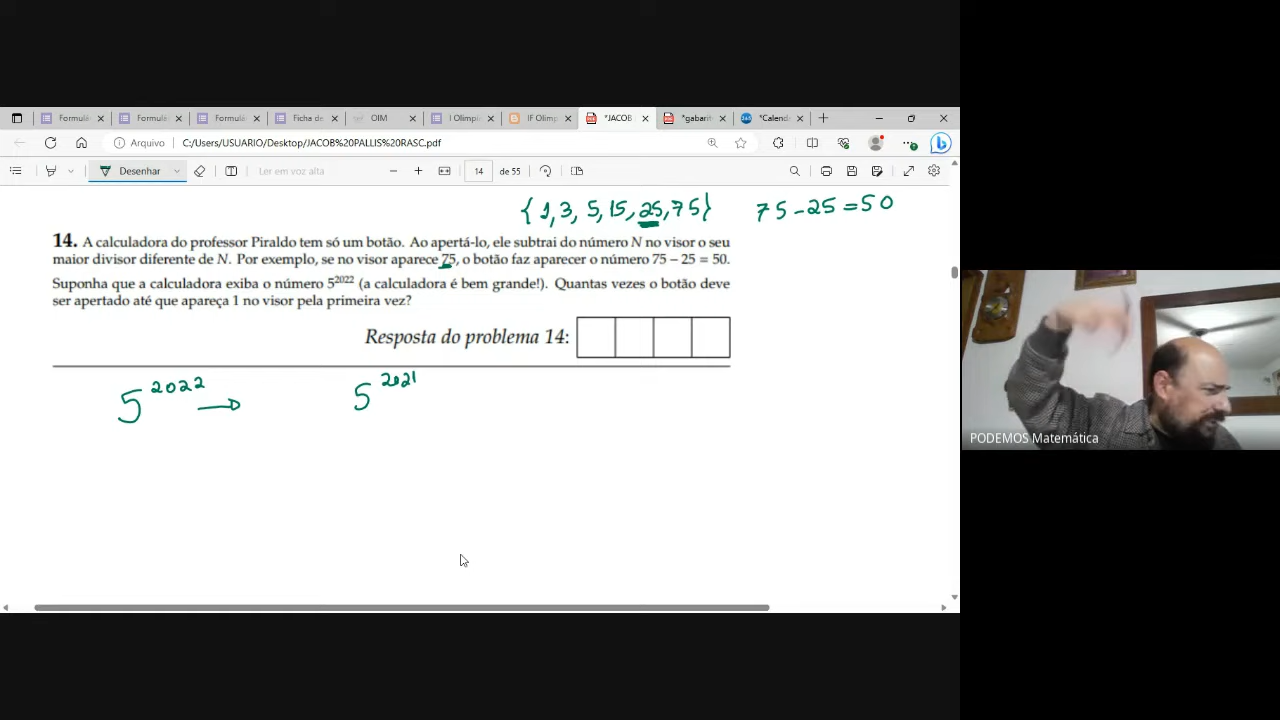 Formulá
Formulá
Formulá
Ficha de
OIM
I Olímpia
IF Olimp
*JACOB
*gabarit
*Calenda
Arquivo
C:/Users/USUARIO/Desktop/JACOB%20PALLIS%20RASC.pdf
Desenhar
Ler em voz alta
14
de 55
{1, 3, 5, 15, 25, 75}
75 - 25 = 50
14. A calculadora do professor Piraldo tem só um botão. Ao apertá-lo, ele subtrai do número N no visor o seu
maior divisor diferente de N. Por exemplo, se no visor aparece 75, o botão faz aparecer o número 75 − 25 = 50.
Suponha que a calculadora exiba o número 5²⁰²² (a calculadora é bem grande!). Quantas vezes o botão deve
ser apertado até que apareça 1 no visor pela primeira vez?
Resposta do problema 14:
5²⁰²² → 5²⁰²¹
PODEMOS Matemática